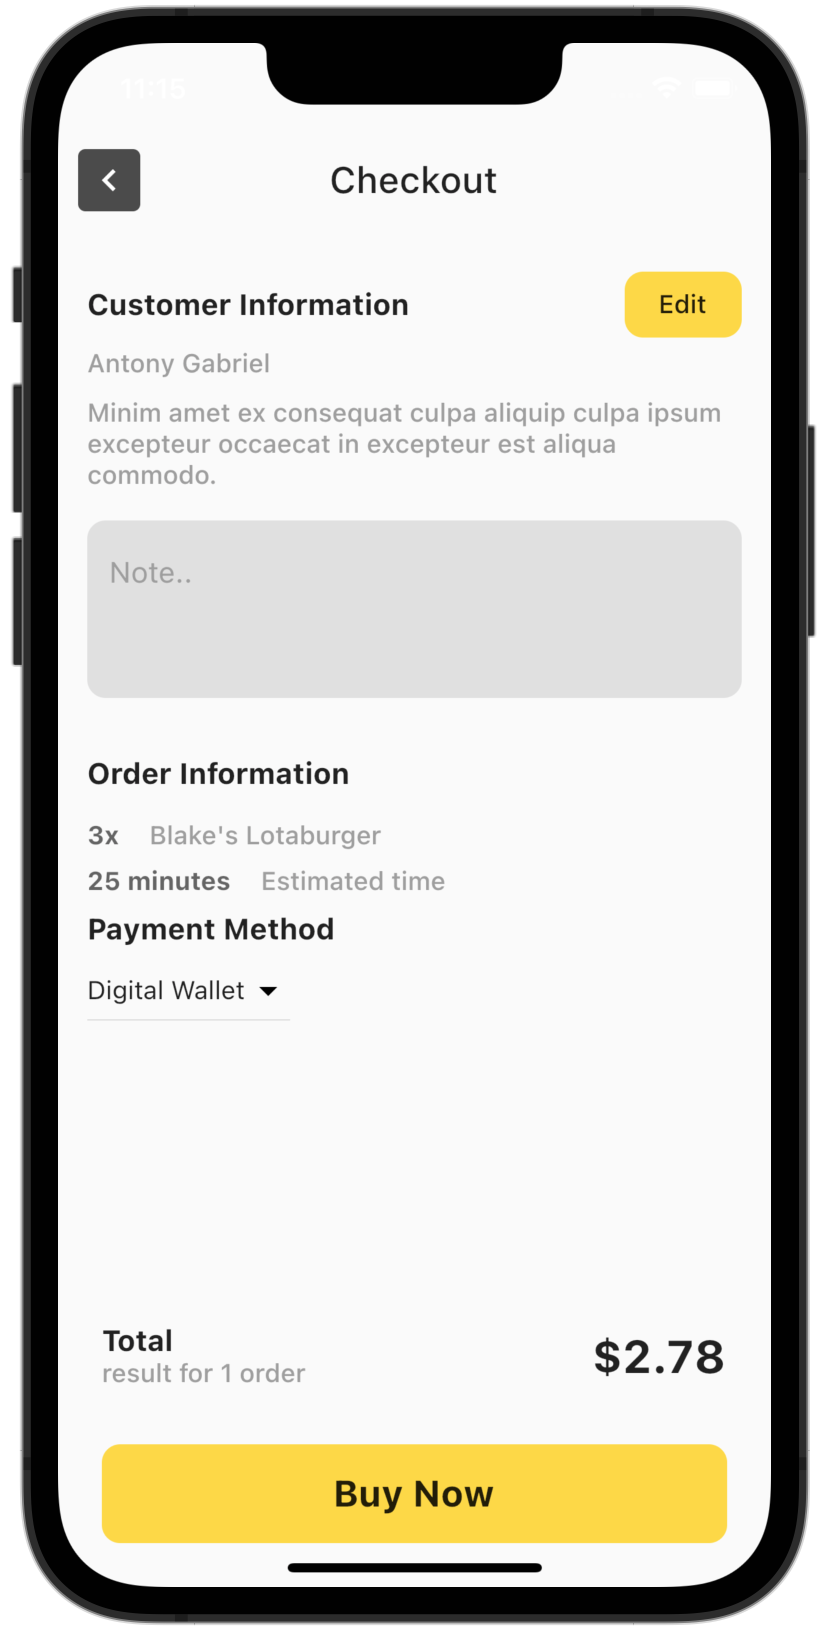 11:15
Checkout
Customer Information
Edit
Antony Gabriel
Minim amet ex consequat culpa aliquip culpa ipsum
excepteur occaecat in excepteur est aliqua
commodo.
Note..
Order Information
3x Blake's Lotaburger
25 minutes Estimated time
Payment Method
Digital Wallet
Total
result for 1 order
$2.78
Buy Now